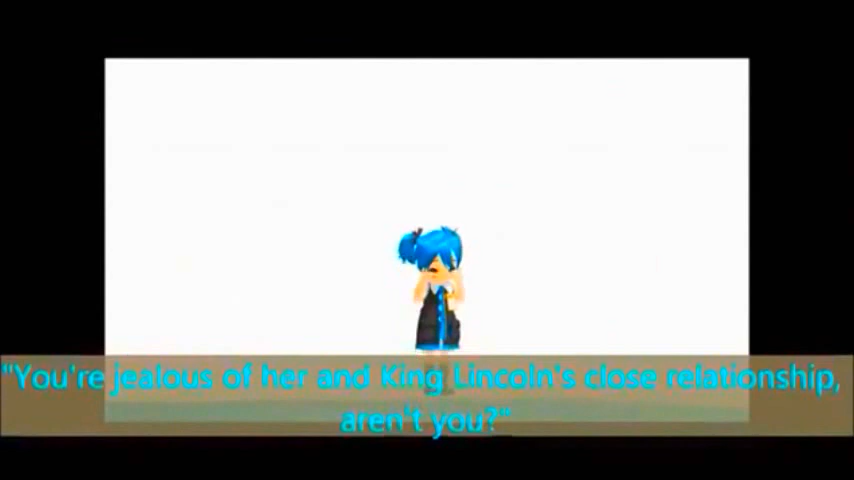 "You're jealous of her and King Lincoln's close relationship,
aren't you?"